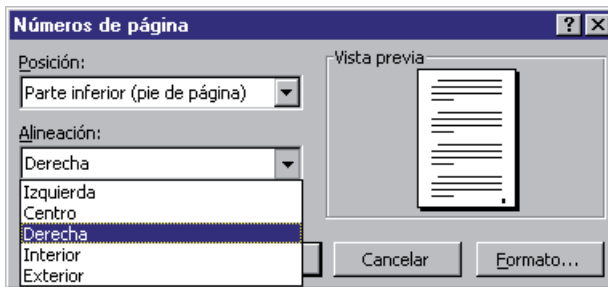 Números de página
Posición:
Parte inferior (pie de página)
Alineación:
Derecha
Izquierda
Centro
Derecha
Interior
Exterior
Vista previa
Cancelar
Formato...